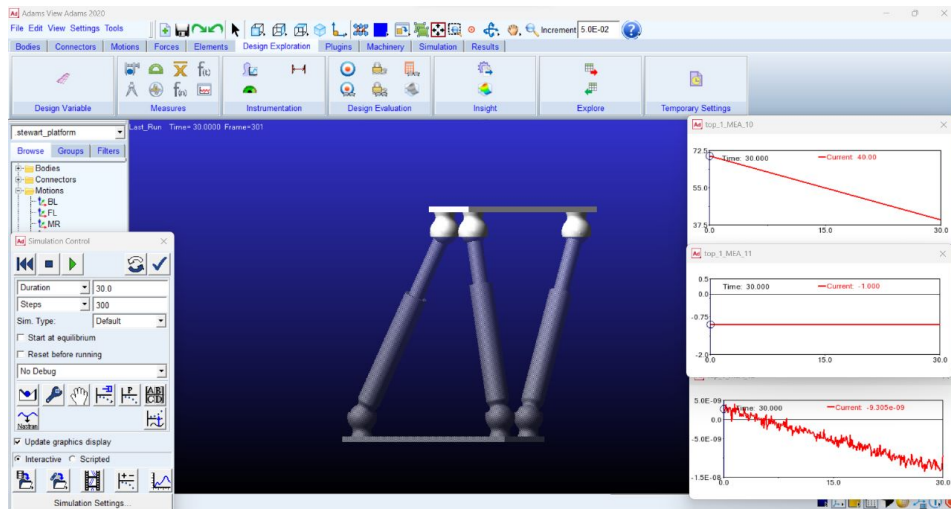 Adams View Adams 2020
File Edit View Settings Tools
Increment 5.0E-02
Bodies Connectors Motions Forces Elements Design Exploration Plugins Machinery Simulation Results
Design Variable Measures Instrumentation Design Evaluation Insight Explore Temporary Settings
.stewart_platform
Browse Groups Filters
Bodies
Connectors
Motions
BL
FL
MR
Last_Run Time= 30.0000 Frame=301
Simulation Control
Duration 30.0
Steps 300
Sim. Type: Default
Start at equilibrium
Reset before running
No Debug
Nastran
Update graphics display
Interactive Scripted
Simulation Settings...
top_1_MEA_10
72.5
Time: 30.000 Current: 40.00
55.0
37.5
0.0 15.0 30.0
top_1_MEA_11
0.5
Time: 30.000 Current: -1.000
0.0
-0.75
-2.0
0.0 15.0 30.0
5.0E-09
Time: 30.000 Current: -9.305e-09
0.0
-5.0E-09
-1.5E-08
0.0 15.0 30.0